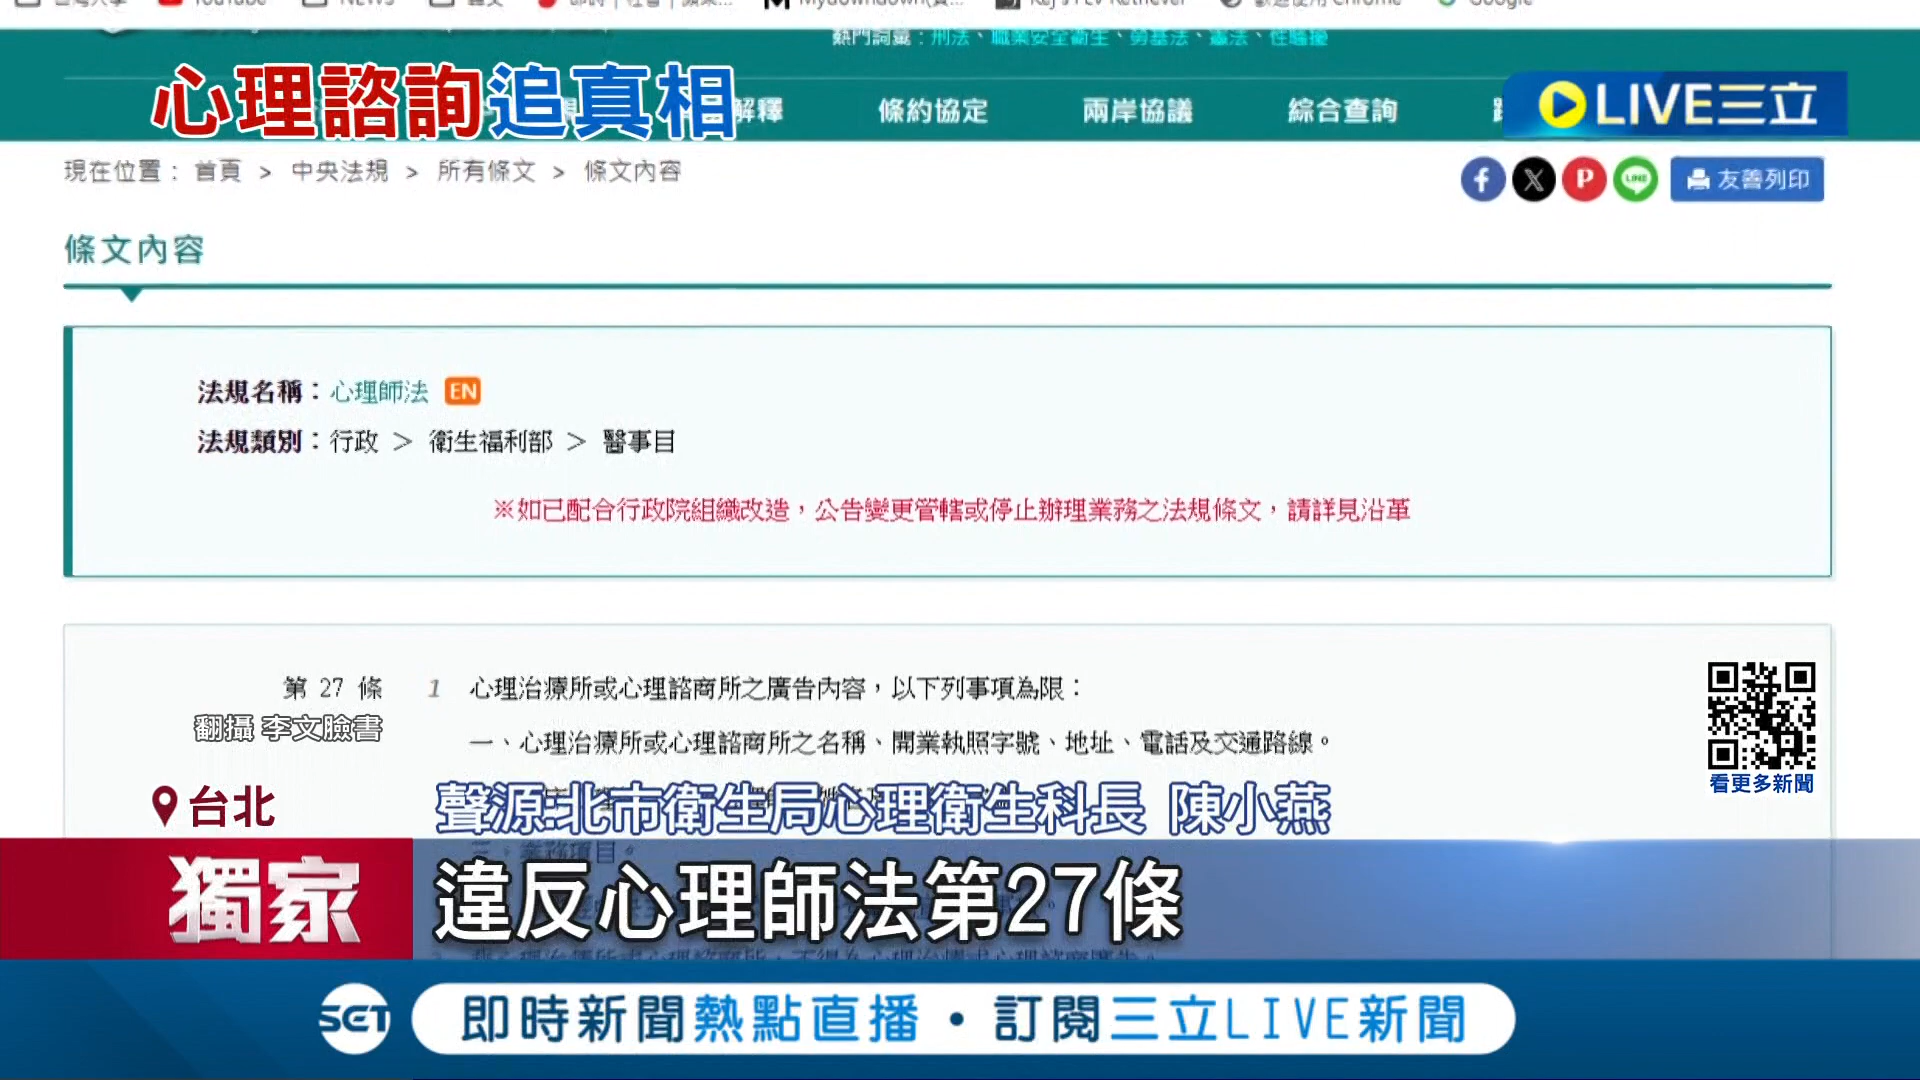 熱門詞彙：刑法、職業安全衛生、勞基法、憲法、性騷擾
心理諮詢追真相
解釋 條約協定 兩岸協議 綜合查詢
LIVE三立
現在位置： 首頁 > 中央法規 > 所有條文 > 條文內容
友善列印
條文內容
法規名稱：心理師法 EN
法規類別：行政 > 衛生福利部 > 醫事目
※如已配合行政院組織改造，公告變更管轄或停止辦理業務之法規條文，請詳見沿革
第 27 條 1 心理治療所或心理諮商所之廣告內容，以下列事項為限：
翻攝 李文臉書
一、心理治療所或心理諮商所之名稱、開業執照字號、地址、電話及交通路線。
看更多新聞
台北
聲源:北市衛生局心理衛生科長 陳小燕
三、業務項目。
獨家
違反心理師法第27條
SET 即時新聞熱點直播・訂閱三立LIVE新聞